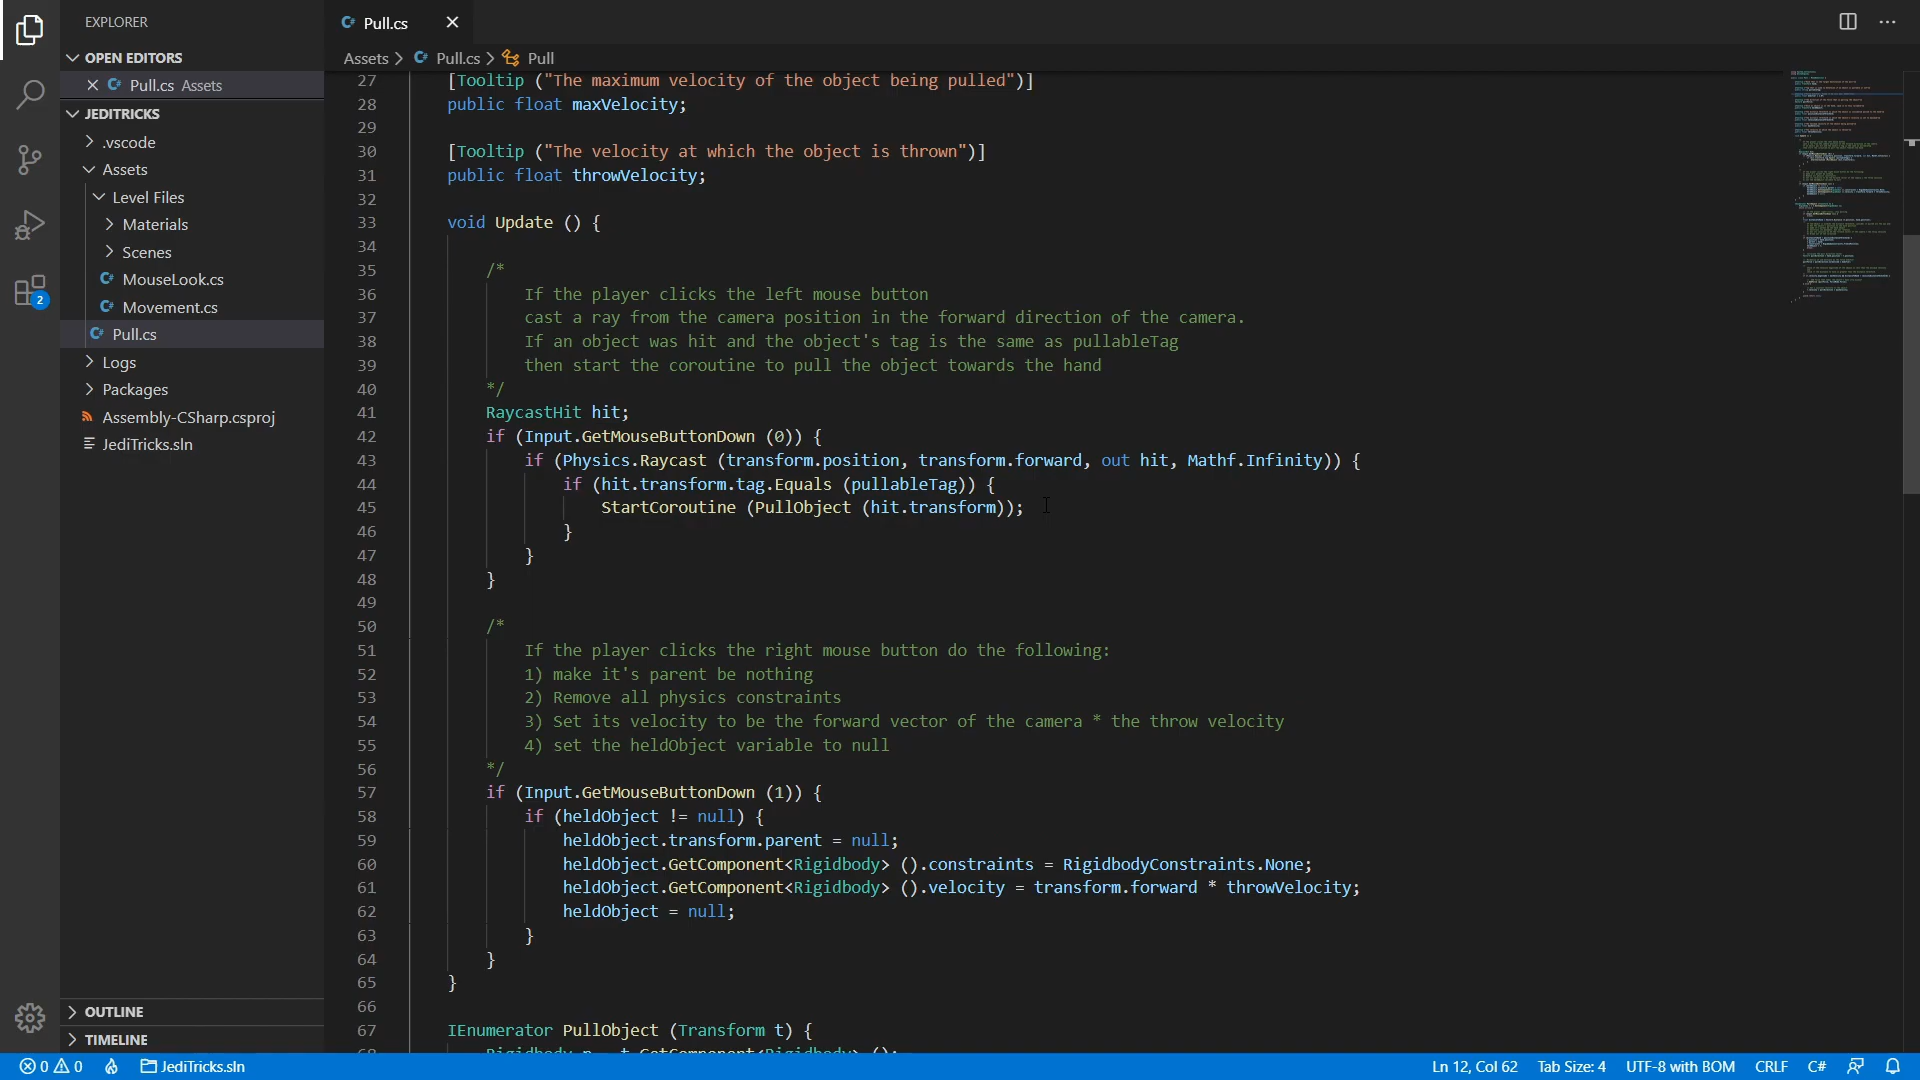 EXPLORER
OPEN EDITORS
Pull.cs Assets
JEDITRICKS
.vscode
Assets
Level Files
Materials
Scenes
MouseLook.cs
Movement.cs
Pull.cs
Logs
Packages
Assembly-CSharp.csproj
JediTricks.sln
OUTLINE
TIMELINE
2
Pull.cs
Assets > Pull.cs > Pull
27 [Tooltip ("The maximum velocity of the object being pulled")]
28 public float maxVelocity;
29
30 [Tooltip ("The velocity at which the object is thrown")]
31 public float throwVelocity;
32
33 void Update () {
34
35 /*
36 If the player clicks the left mouse button
37 cast a ray from the camera position in the forward direction of the camera.
38 If an object was hit and the object's tag is the same as pullableTag
39 then start the coroutine to pull the object towards the hand
40 */
41 RaycastHit hit;
42 if (Input.GetMouseButtonDown (0)) {
43 if (Physics.Raycast (transform.position, transform.forward, out hit, Mathf.Infinity)) {
44 if (hit.transform.tag.Equals (pullableTag)) {
45 StartCoroutine (PullObject (hit.transform));
46 }
47 }
48 }
49
50 /*
51 If the player clicks the right mouse button do the following:
52 1) make it's parent be nothing
53 2) Remove all physics constraints
54 3) Set its velocity to be the forward vector of the camera * the throw velocity
55 4) set the heldObject variable to null
56 */
57 if (Input.GetMouseButtonDown (1)) {
58 if (heldObject != null) {
59 heldObject.transform.parent = null;
60 heldObject.GetComponent<Rigidbody> ().constraints = RigidbodyConstraints.None;
61 heldObject.GetComponent<Rigidbody> ().velocity = transform.forward * throwVelocity;
62 heldObject = null;
63 }
64 }
65 }
66
67 IEnumerator PullObject (Transform t) {
0 0 JediTricks.sln Ln 12, Col 62 Tab Size: 4 UTF-8 with BOM CRLF C#